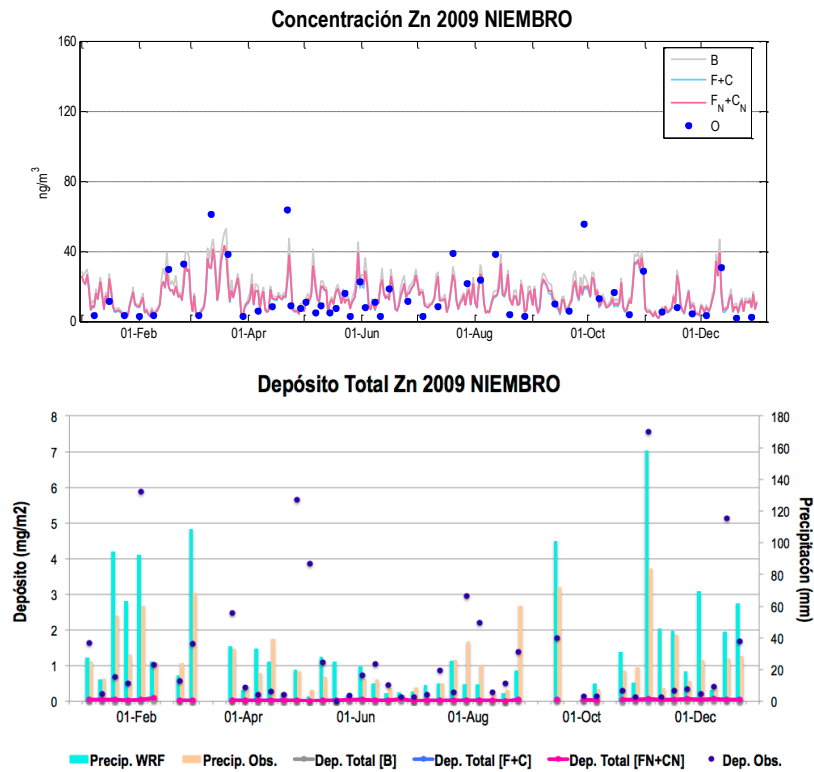 Concentración Zn 2009 NIEMBRO
160
120
80
40
0
ng/m³
B
F+C
F_N+C_N
O
01-Feb
01-Apr
01-Jun
01-Aug
01-Oct
01-Dec
Depósito Total Zn 2009 NIEMBRO
8
7
6
5
4
3
2
1
0
Depósito (mg/m2)
180
160
140
120
100
80
60
40
20
0
Precipitacón (mm)
01-Feb
01-Apr
01-Jun
01-Aug
01-Oct
01-Dec
Precip. WRF
Precip. Obs.
Dep. Total [B]
Dep. Total [F+C]
Dep. Total [FN+CN]
Dep. Obs.